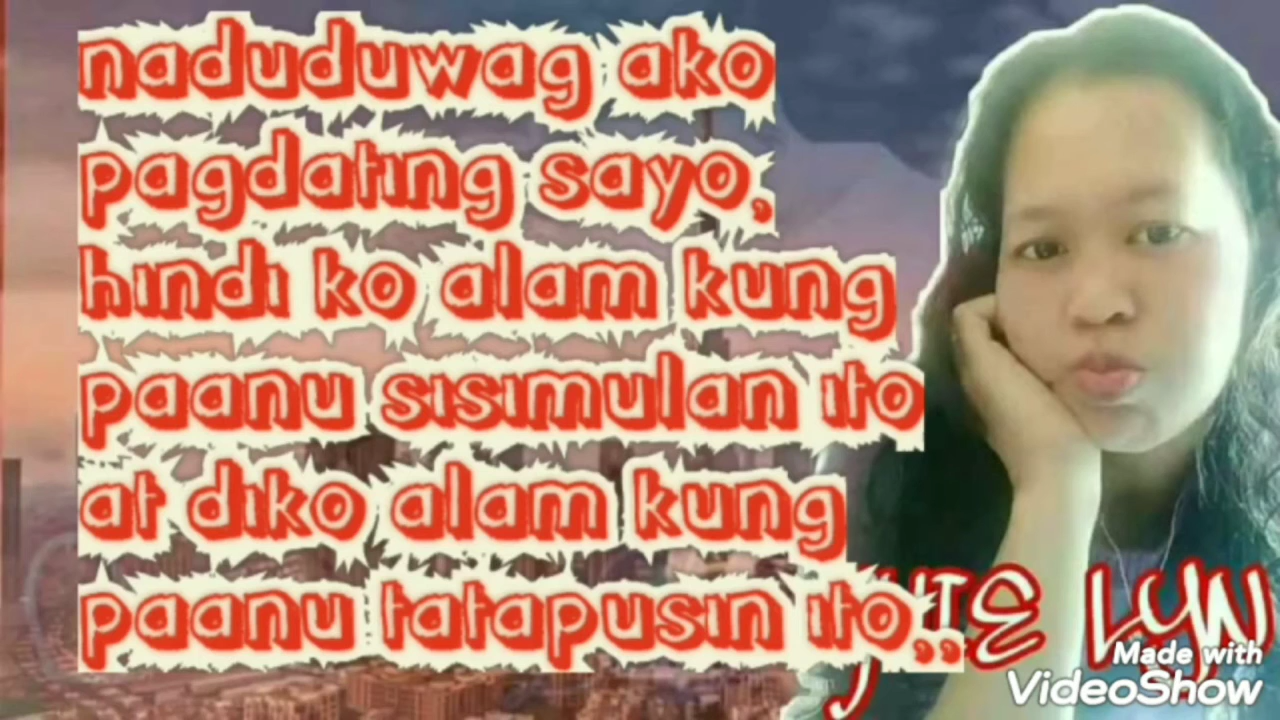 naduduwag ako
pagdating sayo,
hindi ko alam kung
paanu sisimulan ito
at diko alam kung
paanu tatapusin ito,,
LYN
Made with
VideoShow